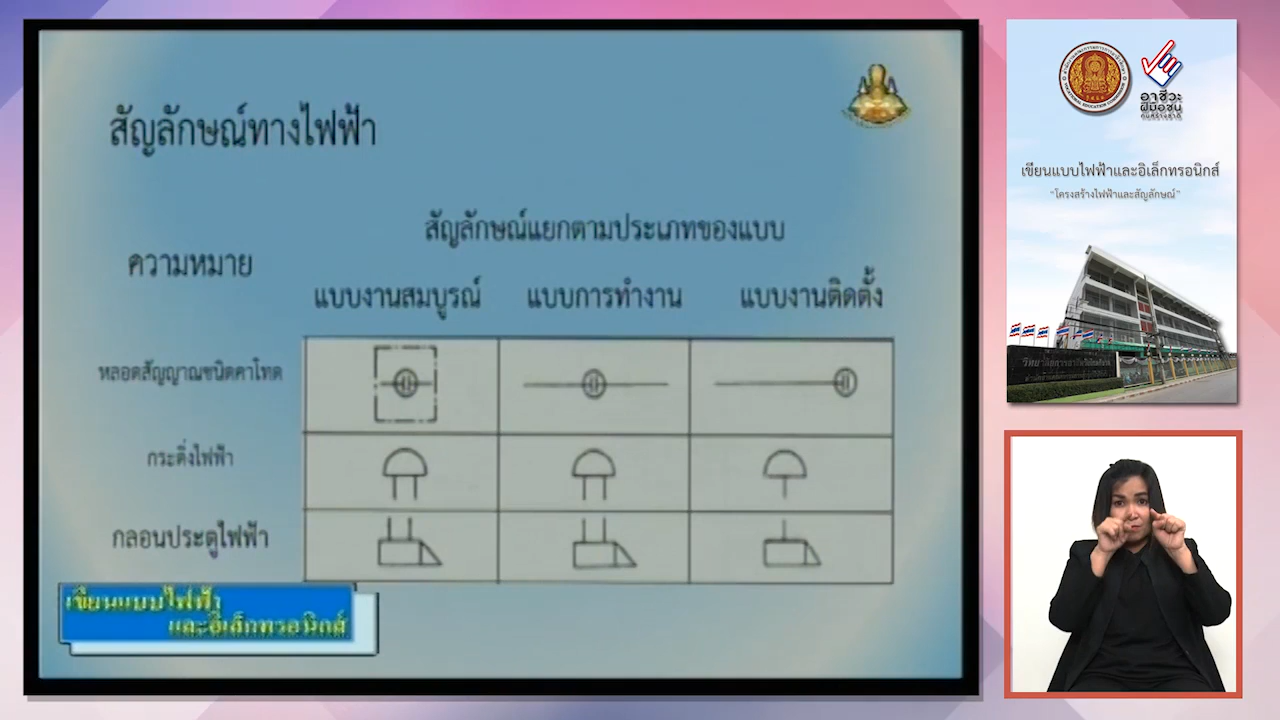 สัญลักษณ์ทางไฟฟ้า
สัญลักษณ์แยกตามประเภทของแบบ
ความหมาย
แบบงานสมบูรณ์
แบบการทำงาน
แบบงานติดตั้ง
หลอดสัญญาณชนิดคาโทด
กระดิ่งไฟฟ้า
กลอนประตูไฟฟ้า
เขียนแบบไฟฟ้า
และอิเล็กทรอนิกส์
อาชีวะ
ฝีมือชน
คนสร้างชาติ
เขียนแบบไฟฟ้าและอิเล็กทรอนิกส์
"โครงสร้างไฟฟ้าและสัญลักษณ์"